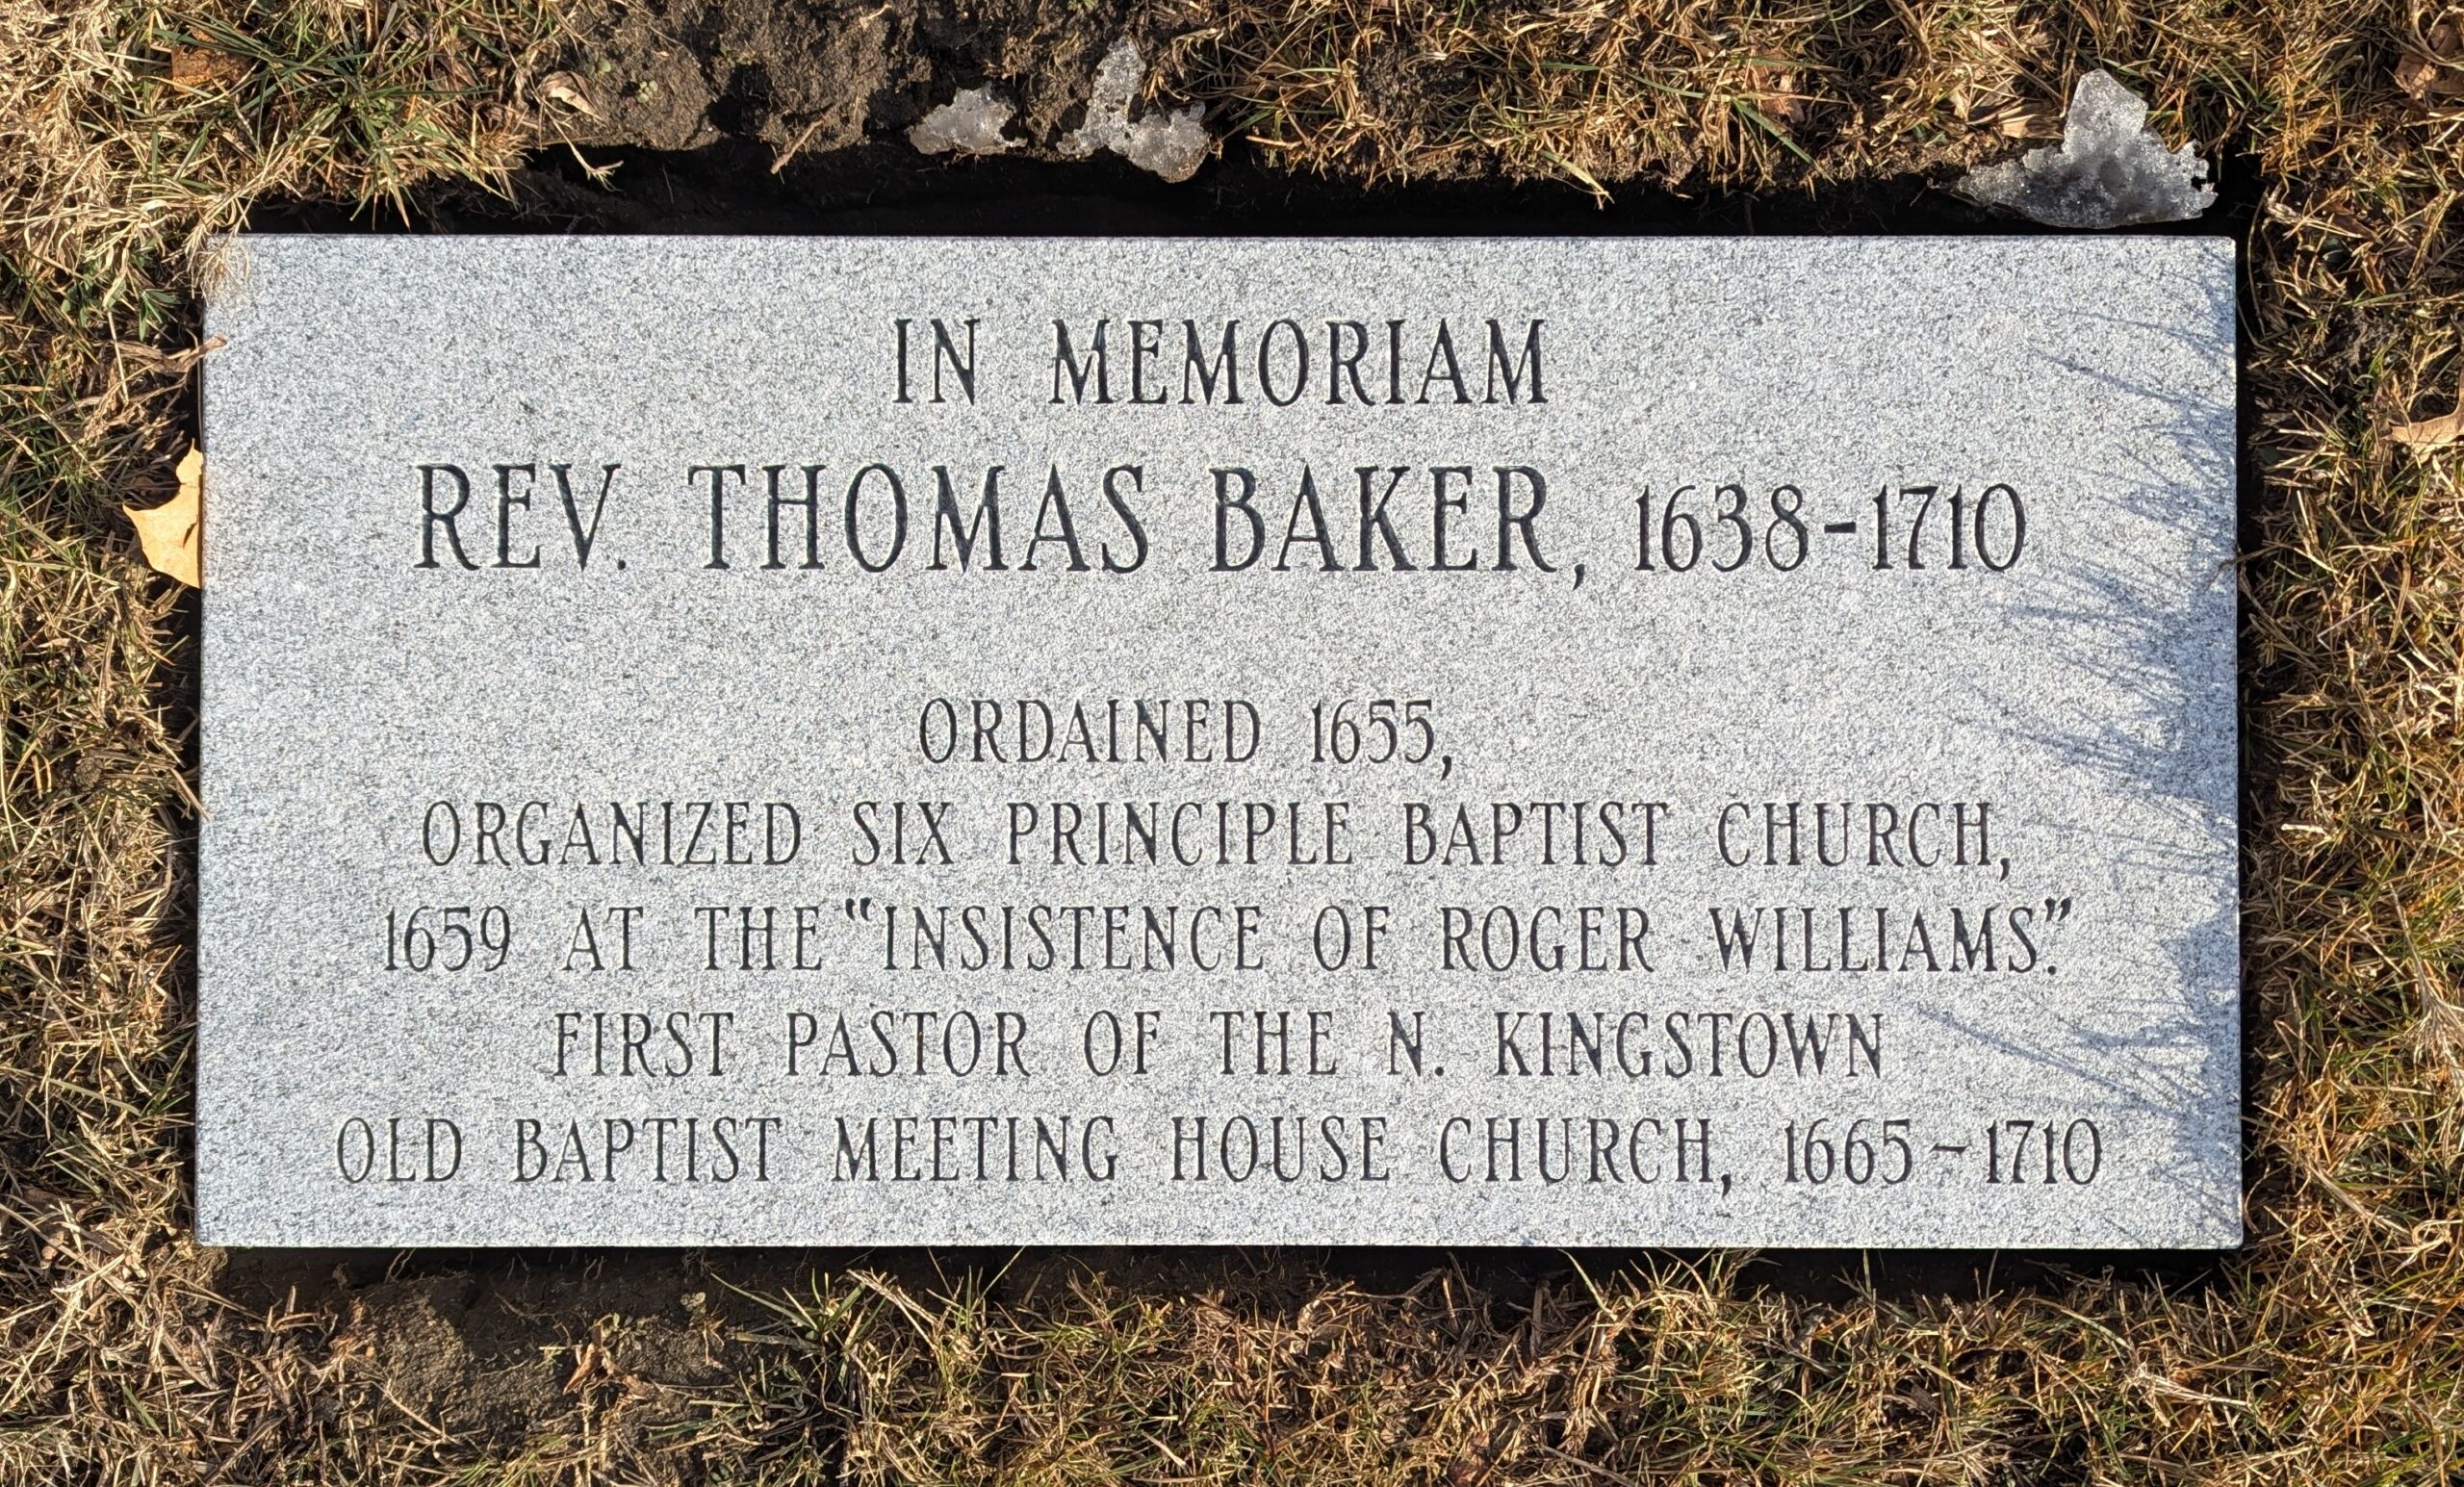 IN MEMORIAM
REV. THOMAS BAKER, 1638-1710
ORDAINED 1655,
ORGANIZED SIX PRINCIPLE BAPTIST CHURCH,
1659 AT THE "INSISTENCE OF ROGER WILLIAMS."
FIRST PASTOR OF THE N. KINGSTOWN
OLD BAPTIST MEETING HOUSE CHURCH, 1665-1710